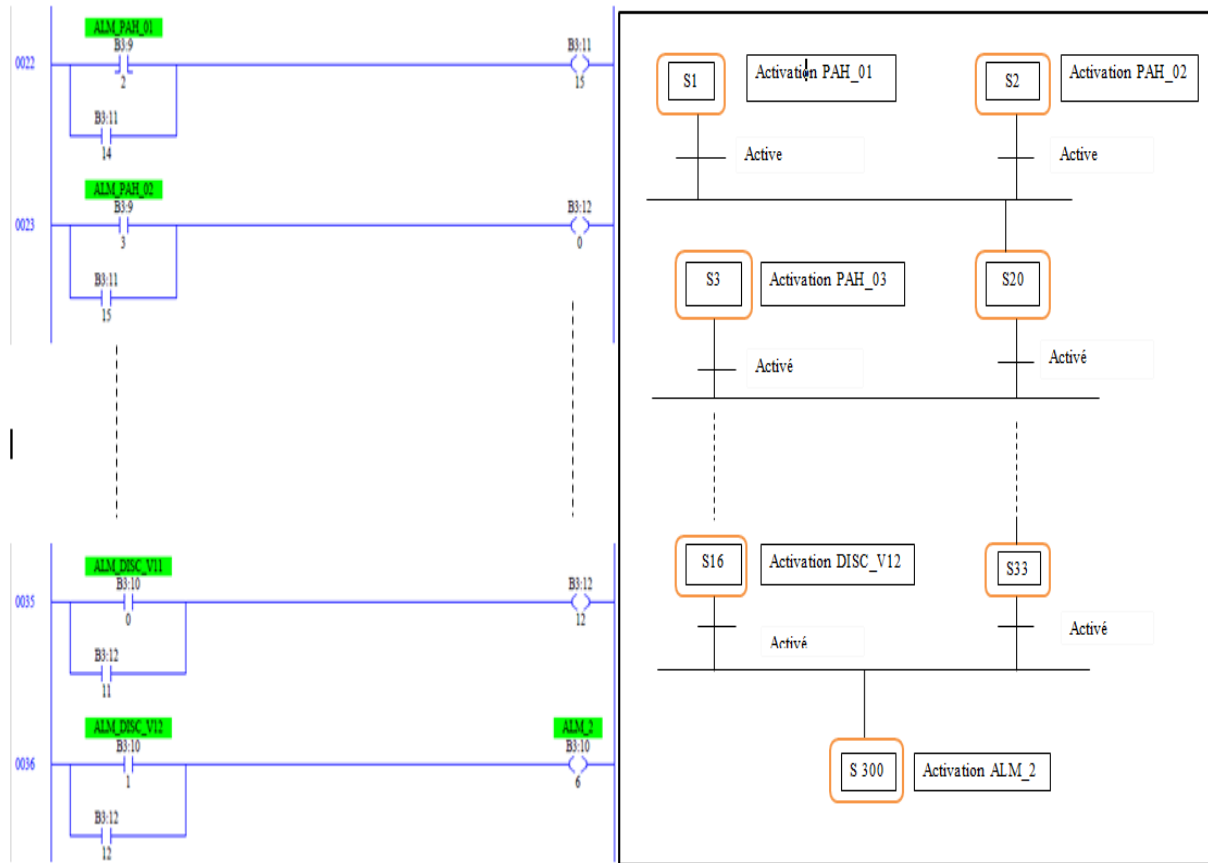 ALM_PAH_01
B3:9
B3:11
0022
2
15
B3:11
14
ALM_PAH_02
B3:9
B3:12
0023
3
0
B3:11
15
ALM_DISC_V11
B3:10
B3:12
0035
0
12
B3:12
11
ALM_DISC_V12
ALM_2
B3:10
B3:10
0036
1
6
B3:12
12
S1
Activation PAH_01
S2
Activation PAH_02
Active
Active
S3
Activation PAH_03
S20
Activé
Activé
S16
Activation DISC_V12
S33
Activé
Activé
S 300
Activation ALM_2